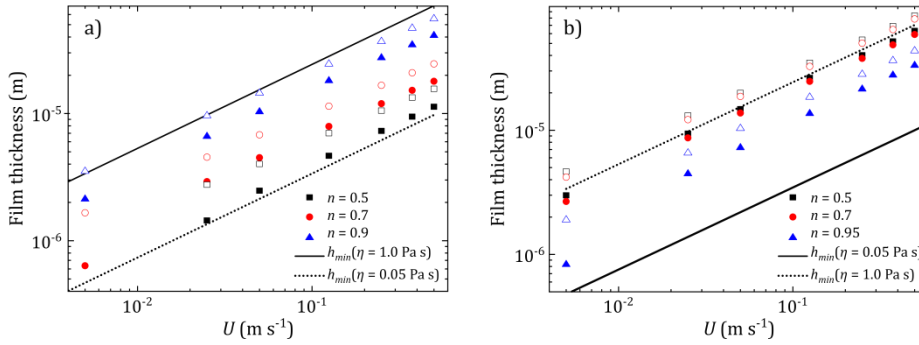 a)
Film thickness (m)
10⁻⁵
10⁻⁶
n = 0.5
n = 0.7
n = 0.9
hmin(η = 1.0 Pa s)
hmin(η = 0.05 Pa s)
10⁻²
10⁻¹
U (m s⁻¹)
b)
Film thickness (m)
10⁻⁵
10⁻⁶
n = 0.5
n = 0.7
n = 0.95
hmin(η = 0.05 Pa s)
hmin(η = 1.0 Pa s)
10⁻²
10⁻¹
U (m s⁻¹)